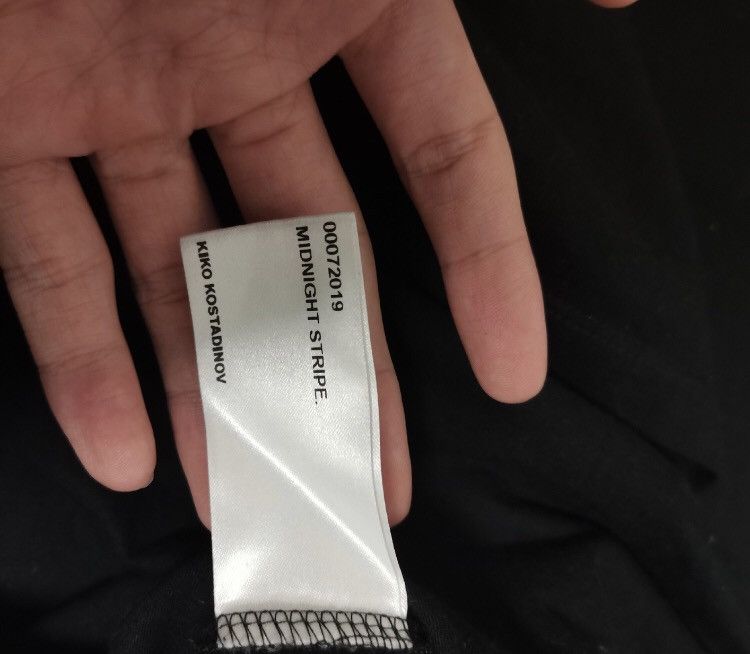 00072019
MIDNIGHT STRIPE.
KIKO KOSTADINOV